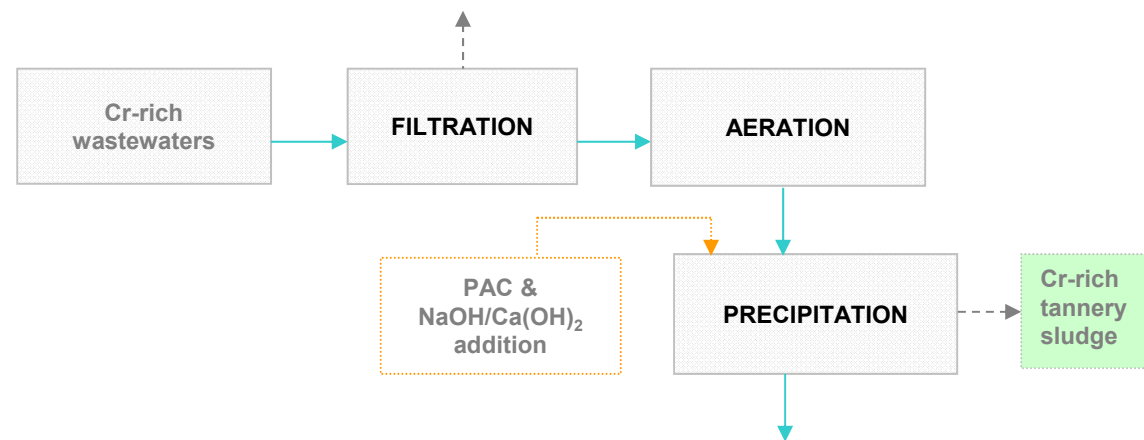 Cr-rich
wastewaters
FILTRATION
AERATION
PAC &
NaOH/Ca(OH)₂
addition
PRECIPITATION
Cr-rich
tannery
sludge